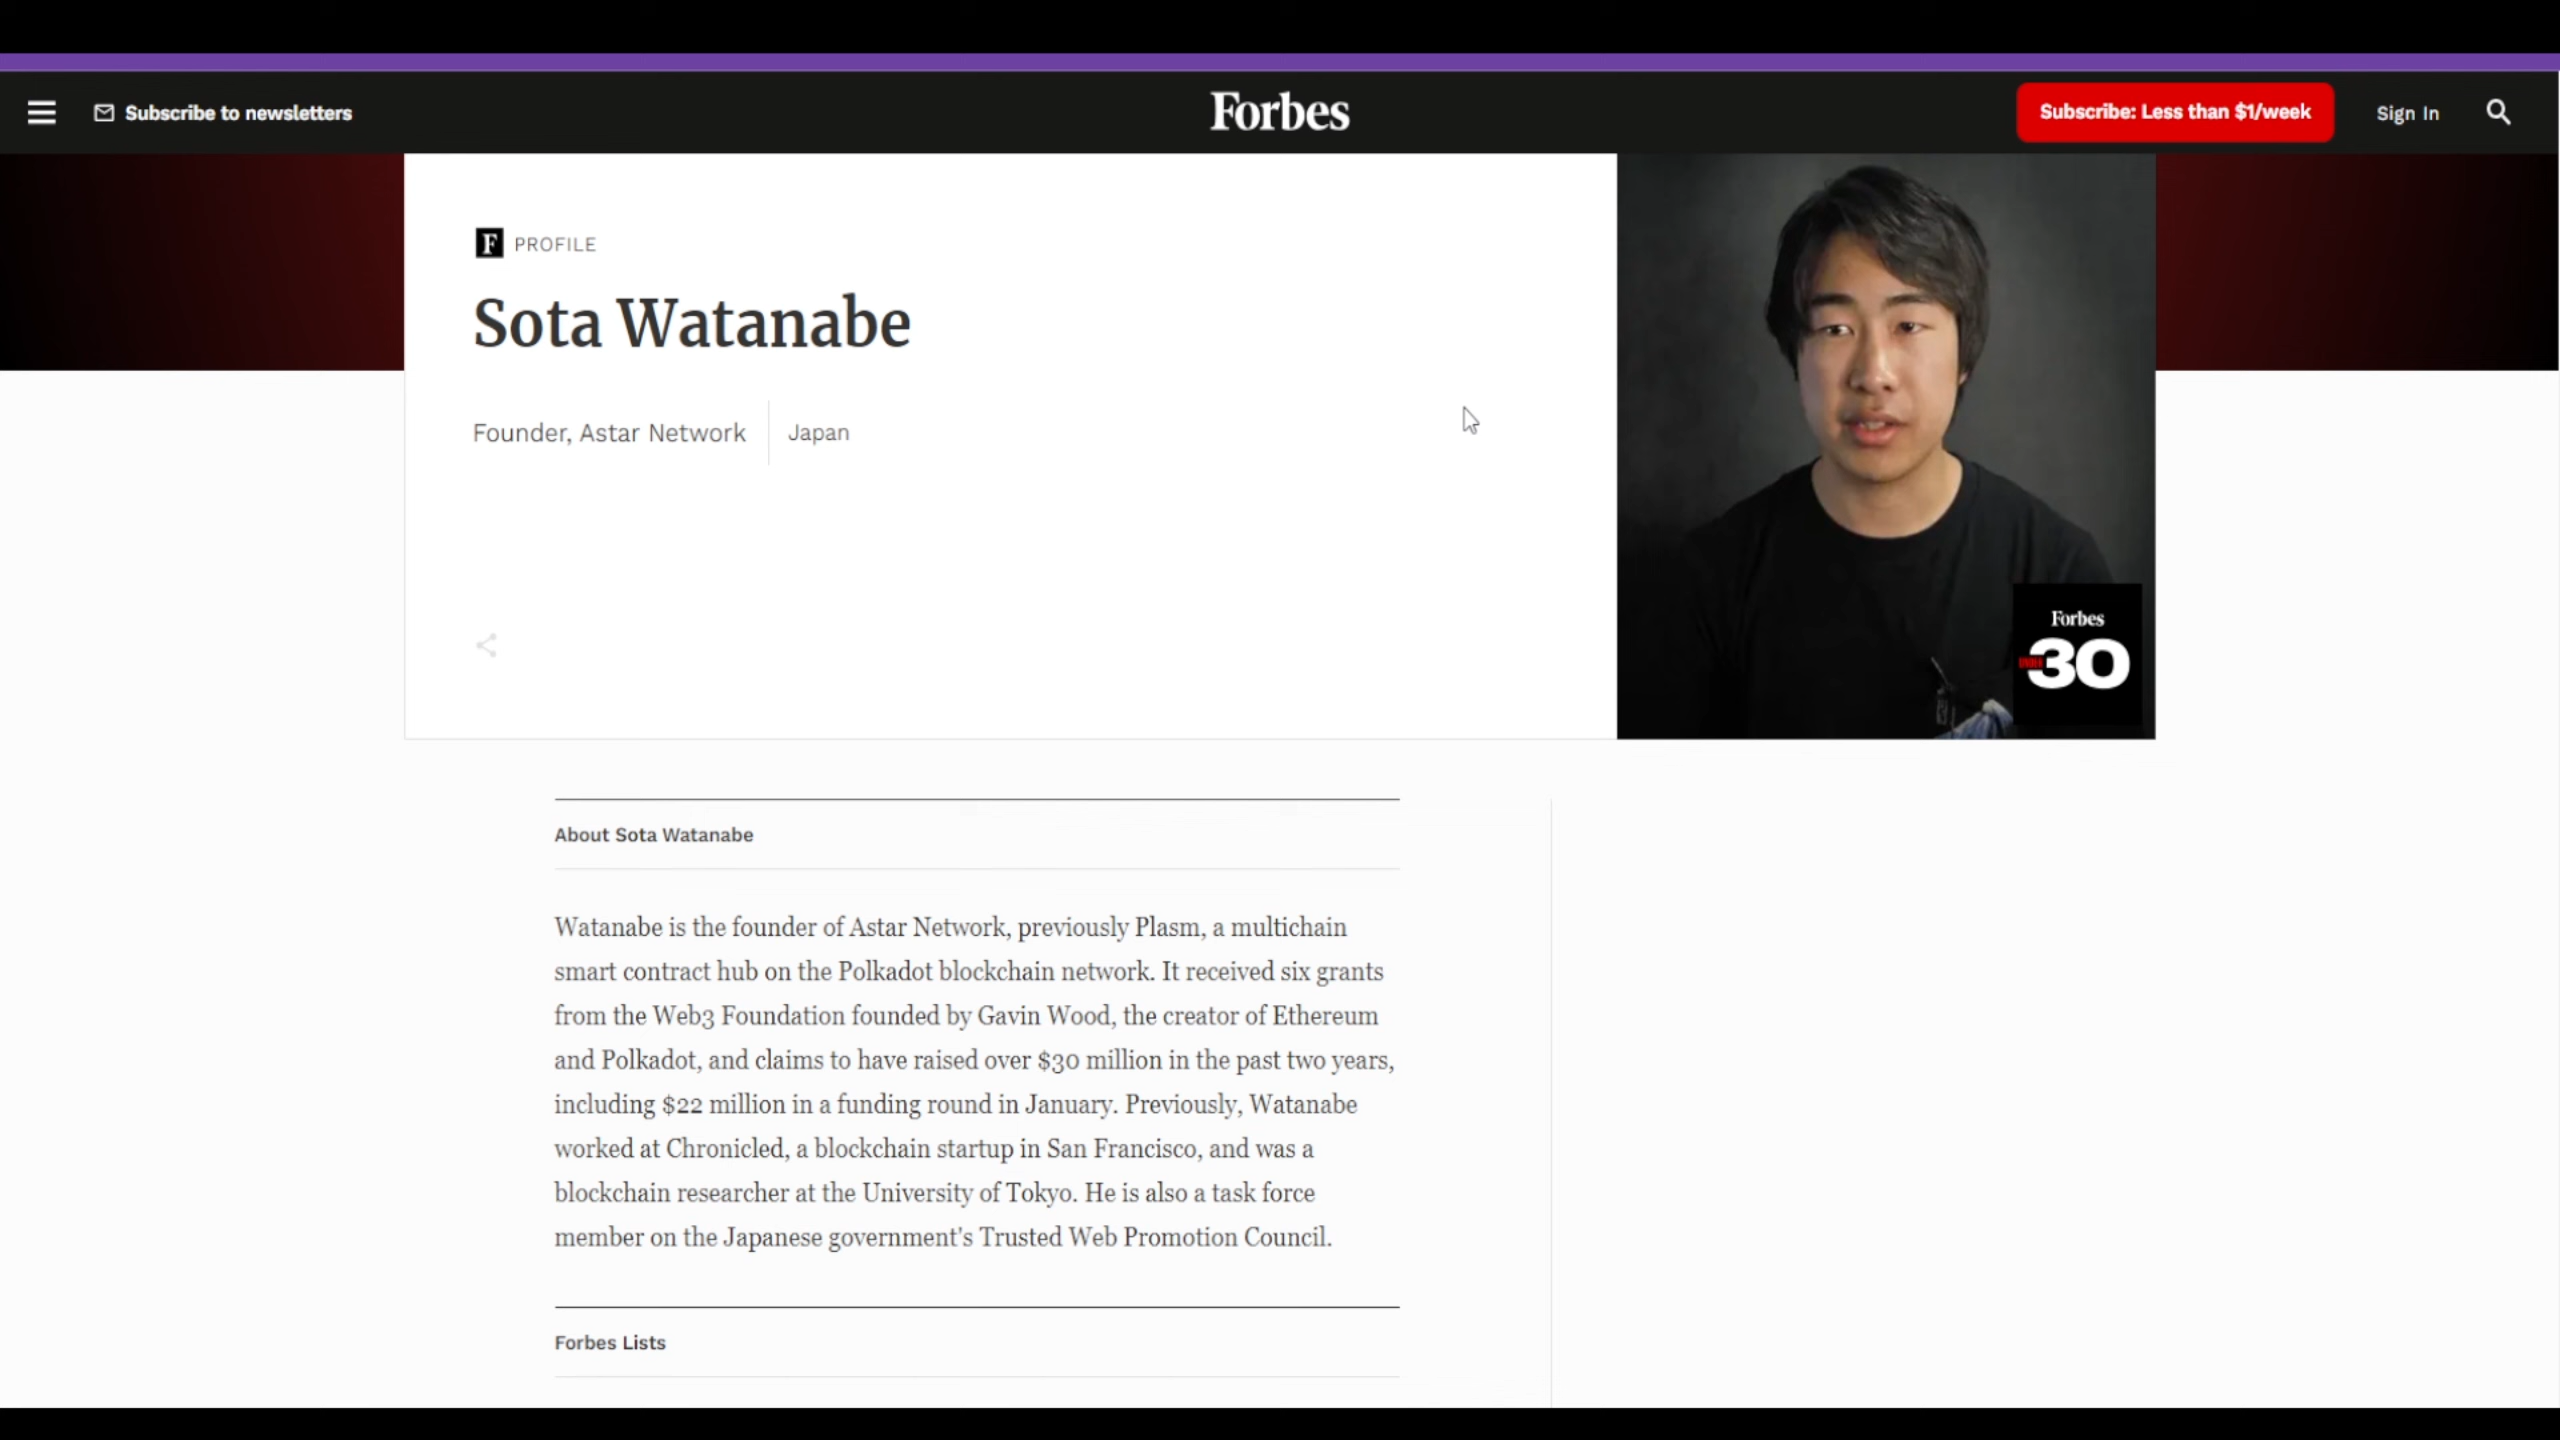 Subscribe to newsletters
Forbes
Subscribe: Less than $1/week
Sign In
F PROFILE
Sota Watanabe
Founder, Astar Network
Japan
Forbes
30
About Sota Watanabe
Watanabe is the founder of Astar Network, previously Plasm, a multichain
smart contract hub on the Polkadot blockchain network. It received six grants
from the Web3 Foundation founded by Gavin Wood, the creator of Ethereum
and Polkadot, and claims to have raised over $30 million in the past two years,
including $22 million in a funding round in January. Previously, Watanabe
worked at Chronicled, a blockchain startup in San Francisco, and was a
blockchain researcher at the University of Tokyo. He is also a task force
member on the Japanese government's Trusted Web Promotion Council.
Forbes Lists